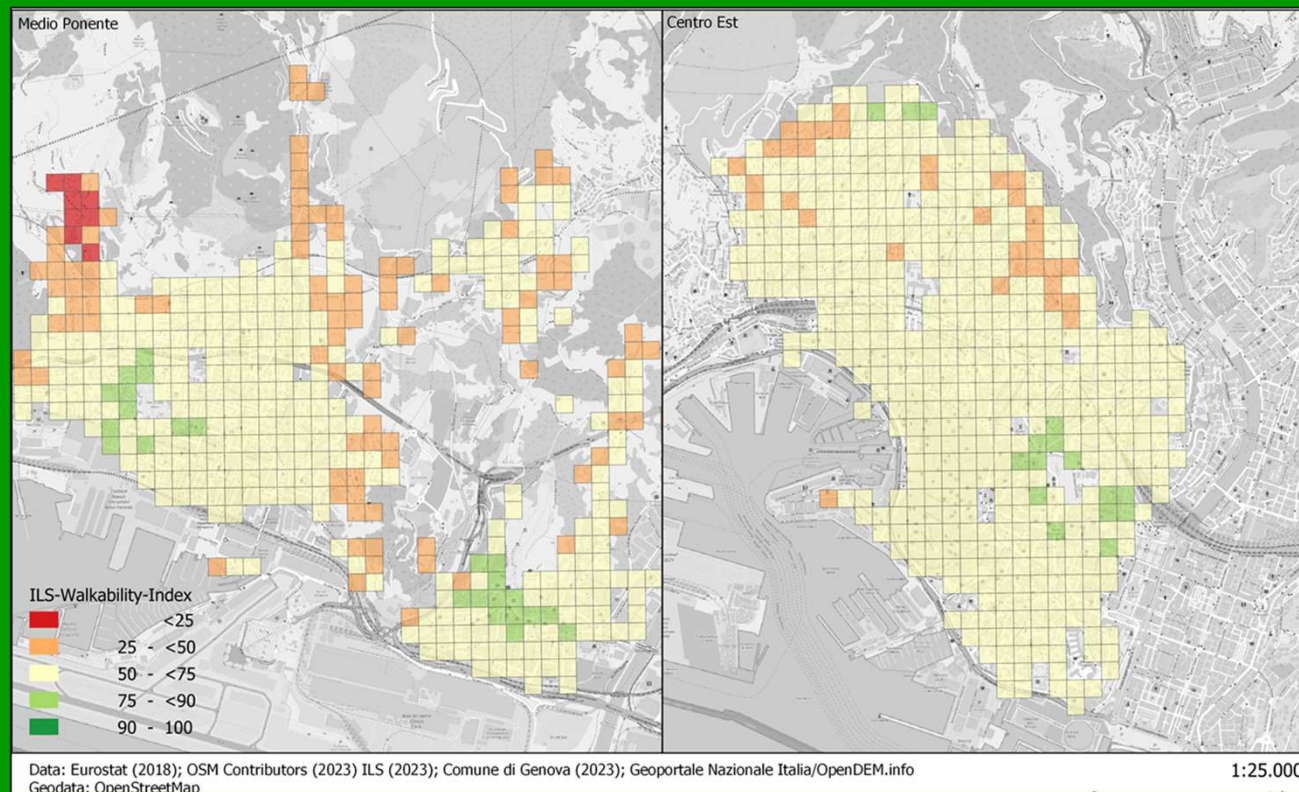 Medio Ponente
Centro Est
ILS-Walkability-Index
<25
25 - <50
50 - <75
75 - <90
90 - 100
Data: Eurostat (2018); OSM Contributors (2023) ILS (2023); Comune di Genova (2023); Geoportale Nazionale Italia/OpenDEM.info
1:25.000
Geodata: OpenStreetMap